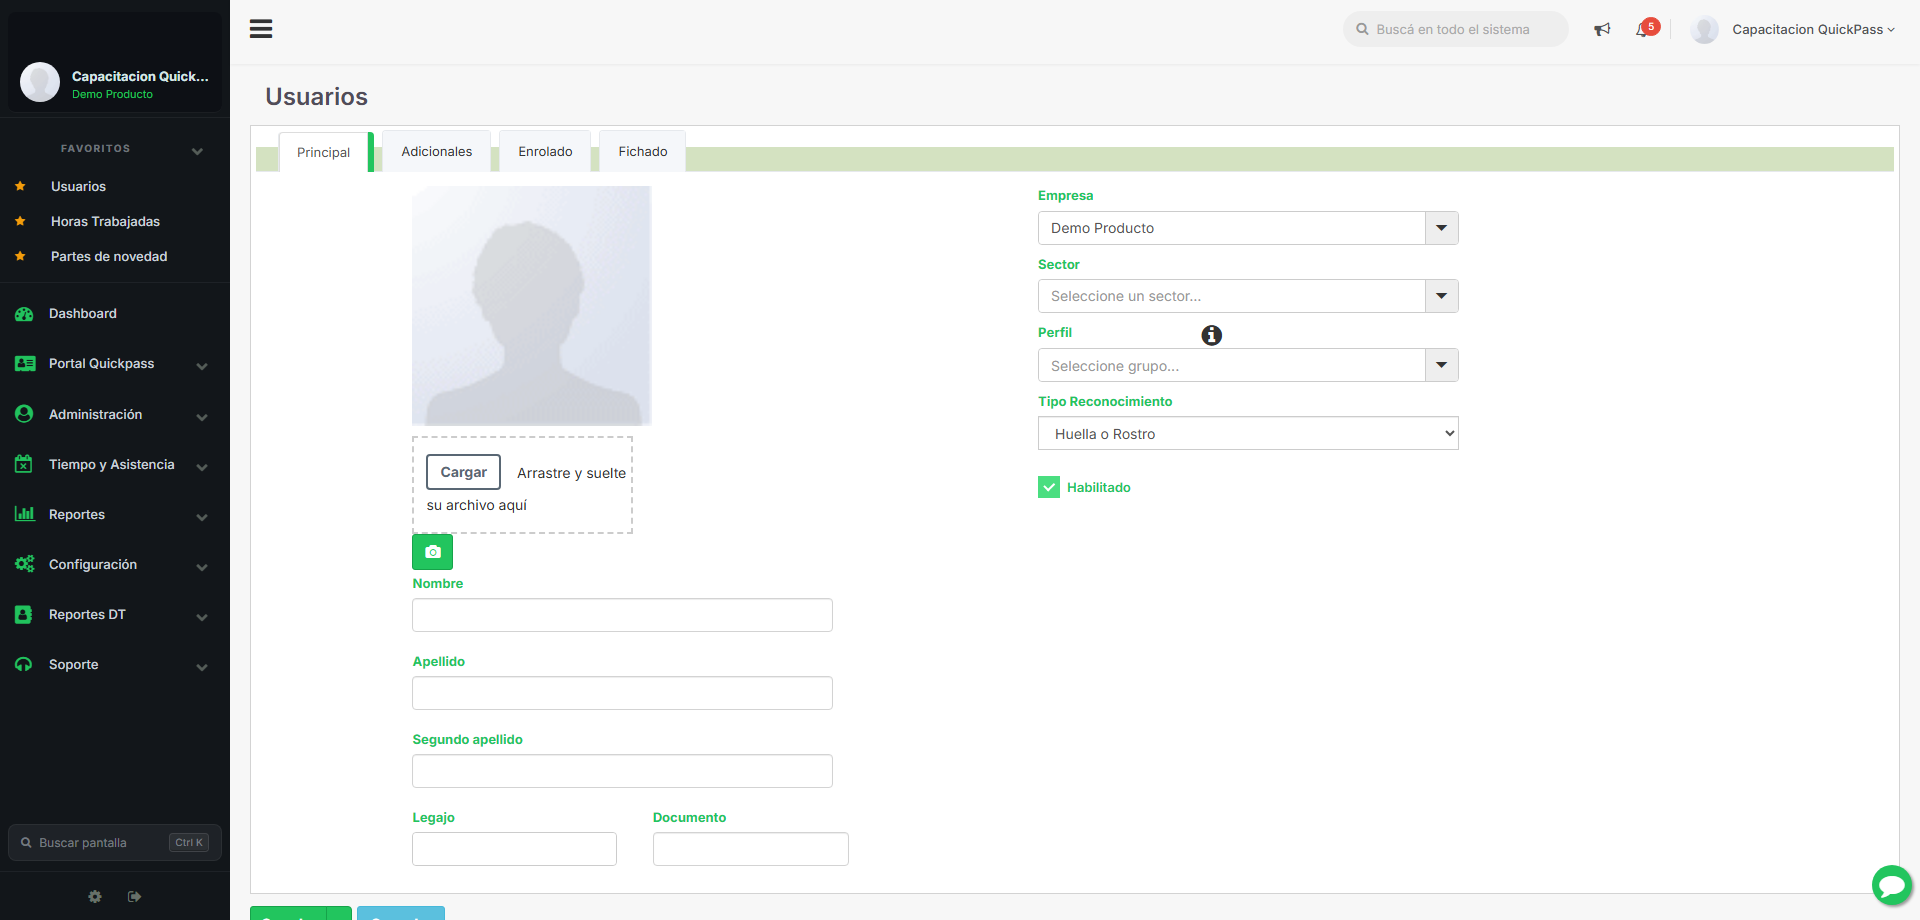 Capacitacion Quick...
Demo Producto
FAVORITOS
Usuarios
Horas Trabajadas
Partes de novedad
Dashboard
Portal Quickpass
Administración
Tiempo y Asistencia
Reportes
Configuración
Reportes DT
Soporte
Buscar pantalla
Ctrl K
Buscá en todo el sistema
5
Capacitacion QuickPass
Usuarios
Principal
Adicionales
Enrolado
Fichado
Cargar
Arrastre y suelte
su archivo aquí
Nombre
Apellido
Segundo apellido
Legajo
Documento
Empresa
Demo Producto
Sector
Seleccione un sector...
Perfil
Seleccione grupo...
Tipo Reconocimiento
Huella o Rostro
Habilitado